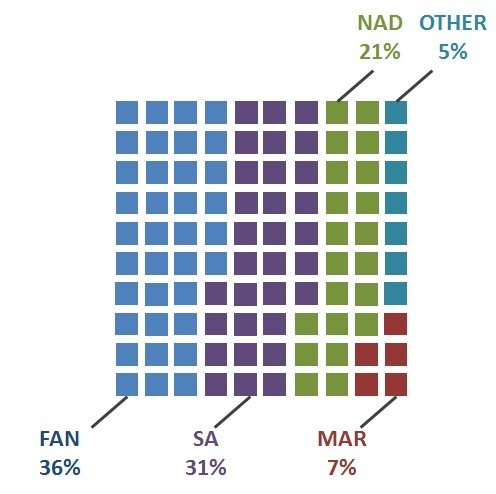 NAD OTHER
21% 5%
FAN SA MAR
36% 31% 7%